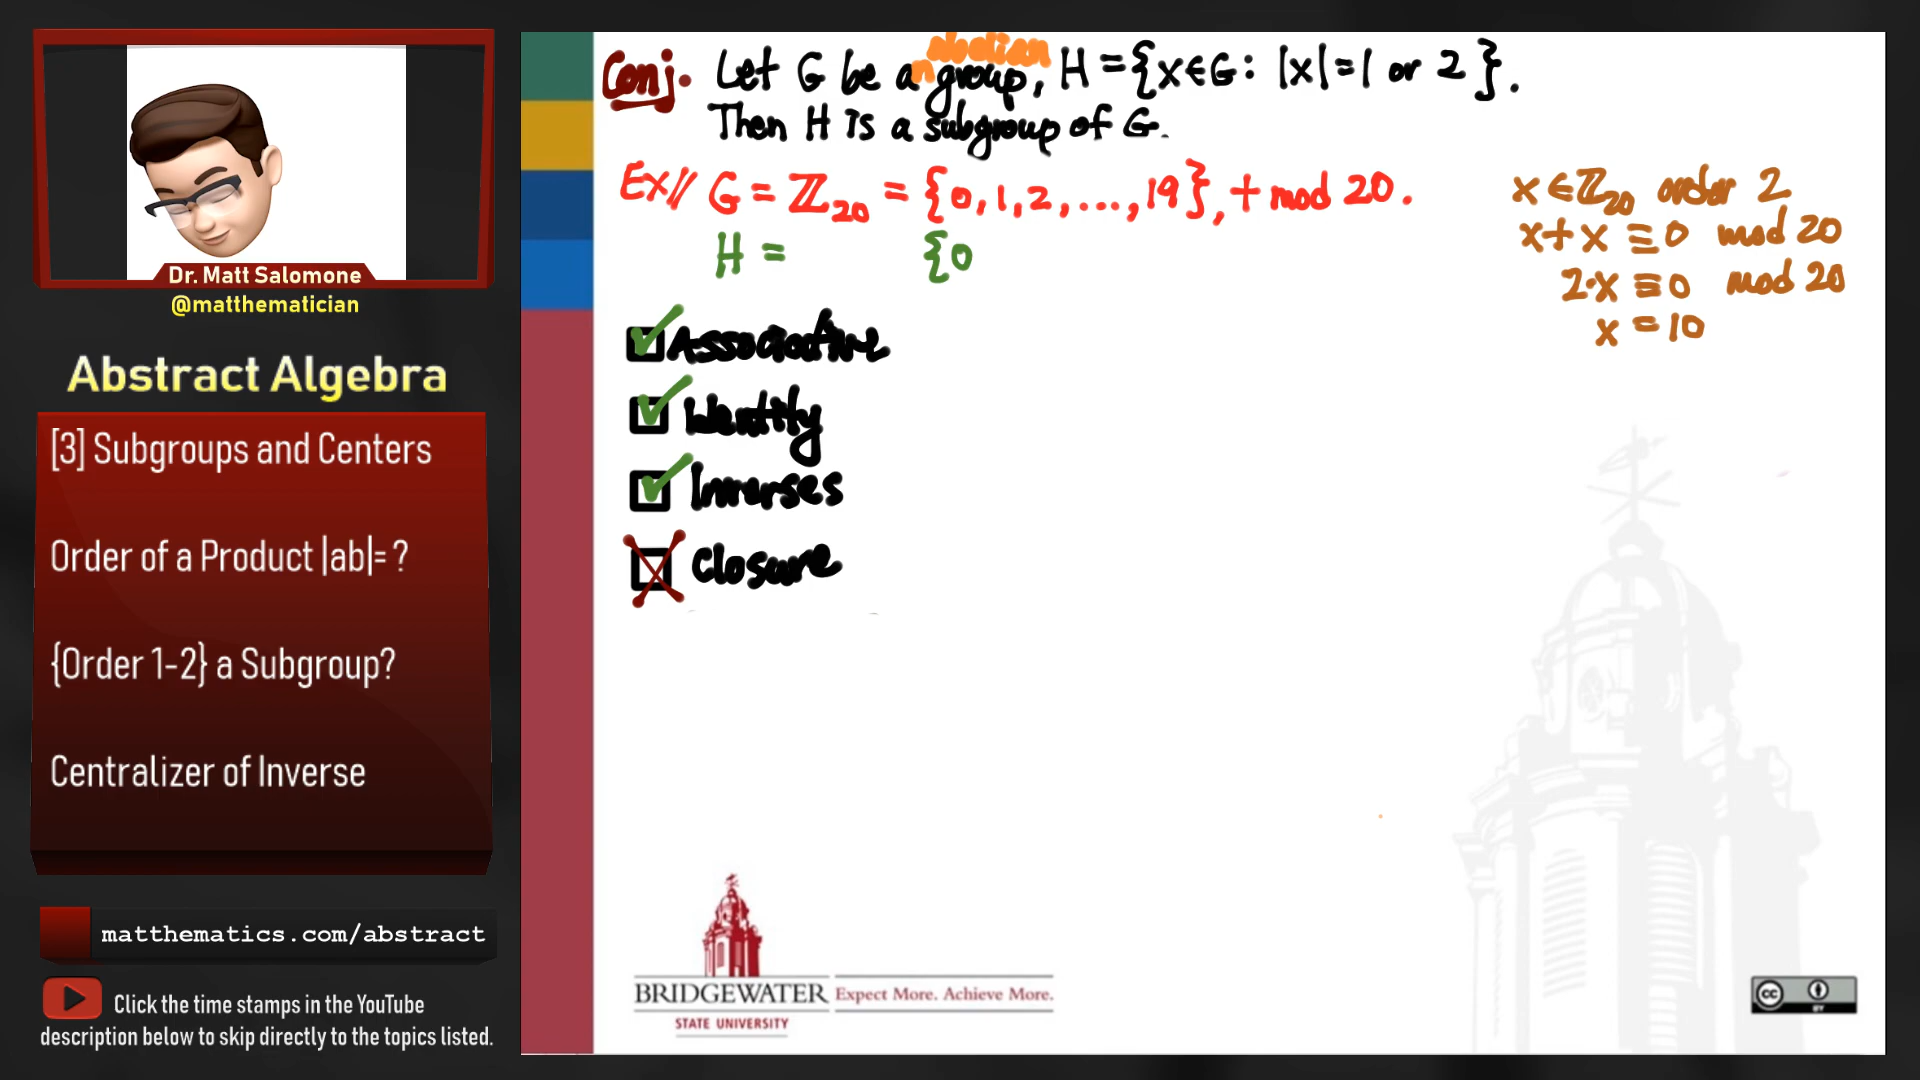 Dr. Matt Salomone
@matthematician
Abstract Algebra
[3] Subgroups and Centers
Order of a Product |ab|= ?
{Order 1-2} a Subgroup?
Centralizer of Inverse
matthematics.com/abstract
Click the time stamps in the YouTube
description below to skip directly to the topics listed.
Conj. Let G be an abelian group, H = {x∈G: |x|=1 or 2}.
Then H is a subgroup of G.
Ex// G = ℤ₂₀ = {0,1,2,...,19}, + mod 20.
H = {0
x ∈ ℤ₂₀ order 2
x + x ≡ 0 mod 20
2·x ≡ 0 mod 20
x = 10
Associative
Identity
Inverses
Closure
BRIDGEWATER
STATE UNIVERSITY
Expect More. Achieve More.
cc
BY